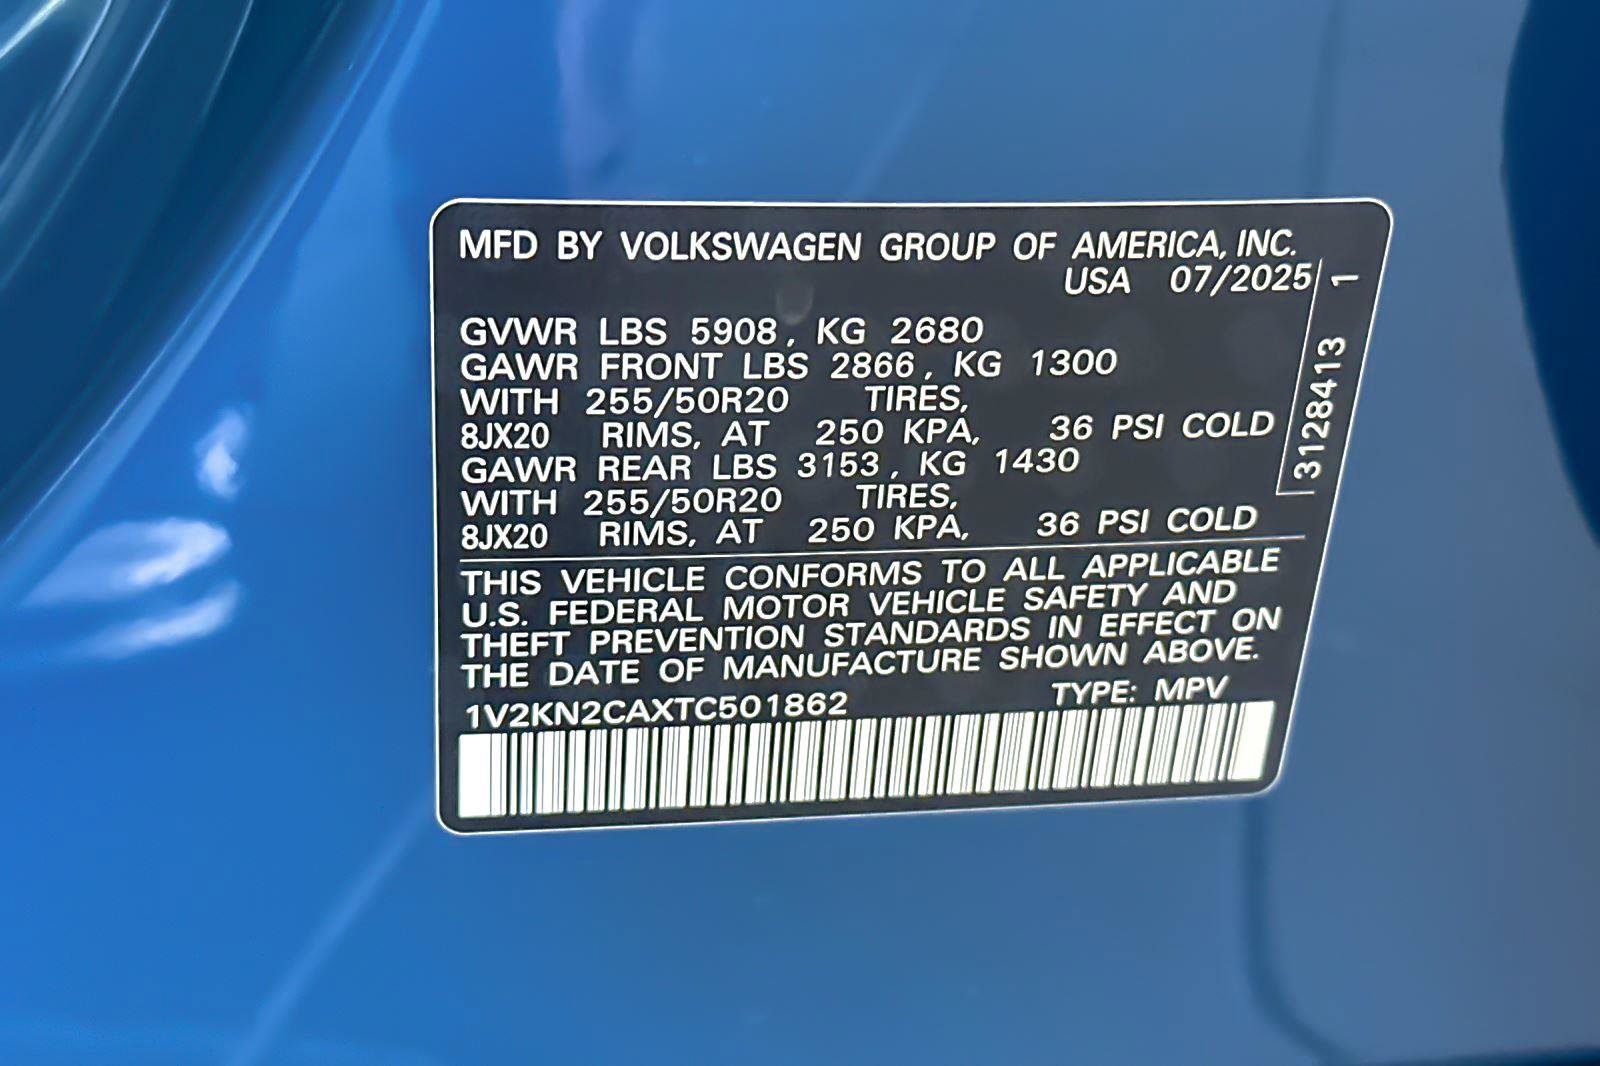 MFD BY VOLKSWAGEN GROUP OF AMERICA, INC.
USA 07/2025
GVWR LBS 5908, KG 2680
GAWR FRONT LBS 2866, KG 1300
WITH 255/50R20 TIRES,
8JX20 RIMS, AT 250 KPA, 36 PSI COLD
GAWR REAR LBS 3153, KG 1430
WITH 255/50R20 TIRES,
8JX20 RIMS, AT 250 KPA, 36 PSI COLD
THIS VEHICLE CONFORMS TO ALL APPLICABLE
U.S. FEDERAL MOTOR VEHICLE SAFETY AND
THEFT PREVENTION STANDARDS IN EFFECT ON
THE DATE OF MANUFACTURE SHOWN ABOVE.
1V2KN2CAXTC501862 TYPE: MPV
3128413 1